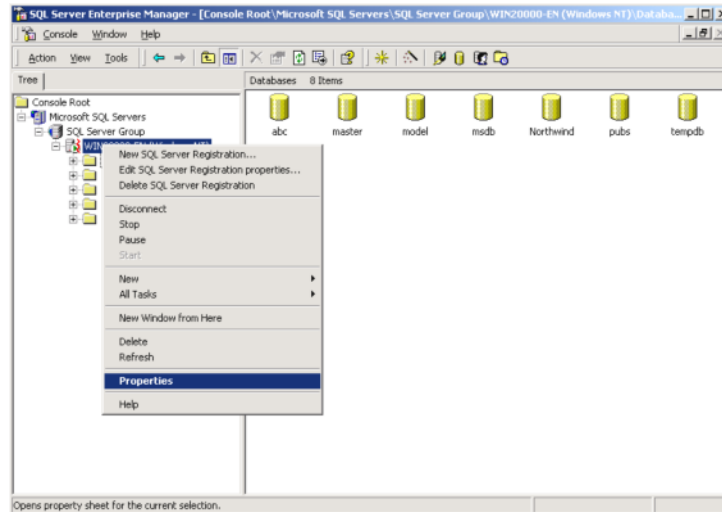 SQL Server Enterprise Manager - [Console Root\Microsoft SQL Servers\SQL Server Group\WIN20000-EN (Windows NT)\Databa...
Console Window Help
Action View Tools
Tree
Databases 8 Items
Console Root
Microsoft SQL Servers
SQL Server Group
abc master model msdb Northwind pubs tempdb
New SQL Server Registration...
Edit SQL Server Registration properties...
Delete SQL Server Registration
Disconnect
Stop
Pause
Start
New
All Tasks
New Window from Here
Delete
Refresh
Properties
Help
Opens property sheet for the current selection.